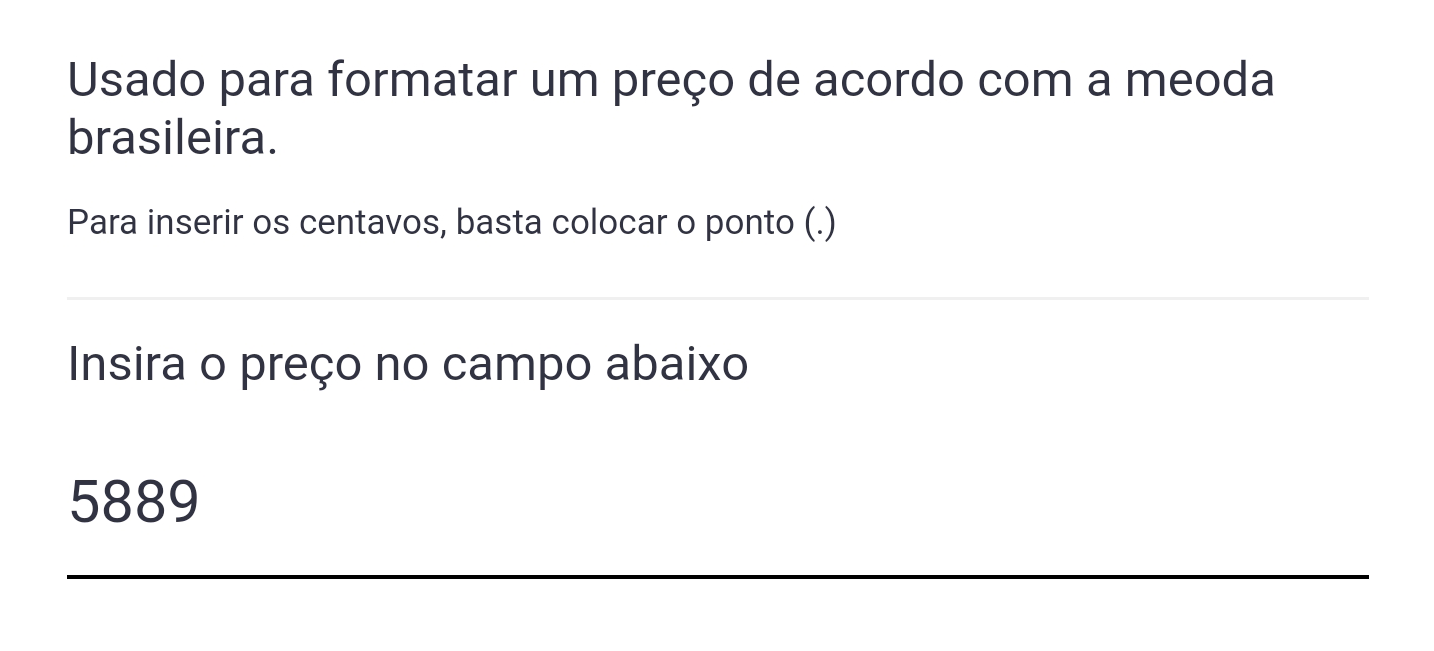 Usado para formatar um preço de acordo com a meoda
brasileira.
Para inserir os centavos, basta colocar o ponto (.)
Insira o preço no campo abaixo
5889